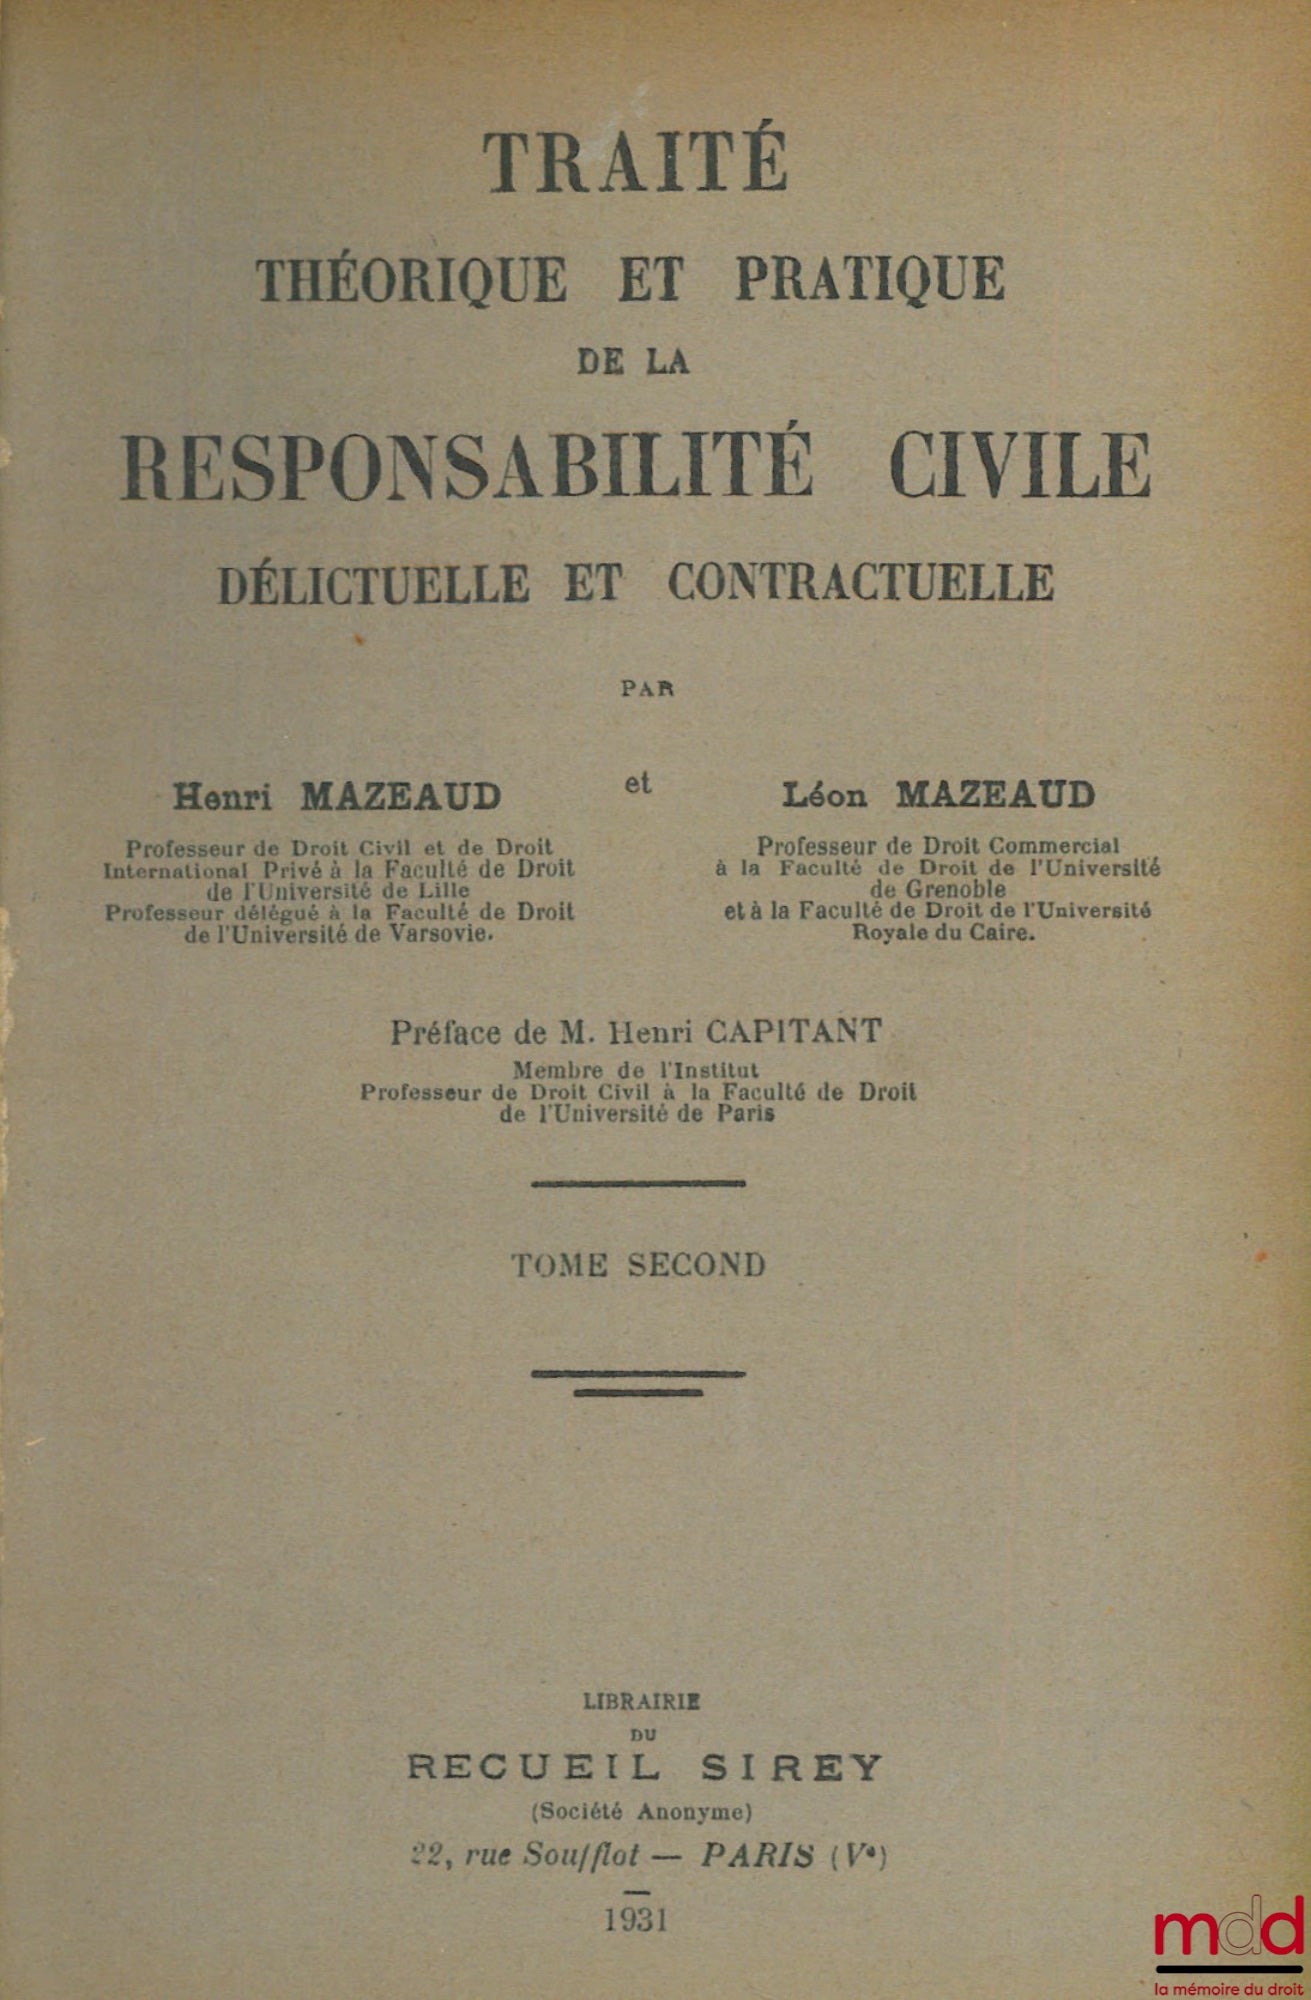 TRAITÉ
THÉORIQUE ET PRATIQUE
DE LA
RESPONSABILITÉ CIVILE
DÉLICTUELLE ET CONTRACTUELLE
PAR
Henri MAZEAUD
Professeur de Droit Civil et de Droit
International Privé à la Faculté de Droit
de l'Université de Lille
Professeur délégué à la Faculté de Droit
de l'Université de Varsovie.
et
Léon MAZEAUD
Professeur de Droit Commercial
à la Faculté de Droit de l'Université
de Grenoble
et à la Faculté de Droit de l'Université
Royale du Caire.
Préface de M. Henri CAPITANT
Membre de l'Institut
Professeur de Droit Civil à la Faculté de Droit
de l'Université de Paris
TOME SECOND
LIBRAIRIE
DU
RECUEIL SIREY
(Société Anonyme)
22, rue Soufflot — PARIS (Ve)
1931
mdd
la mémoire du droit